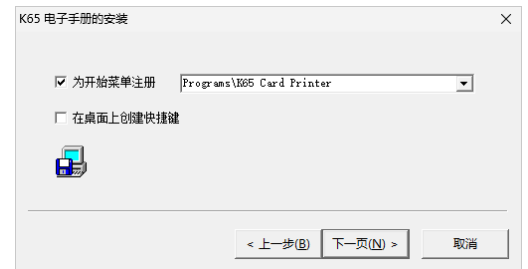 K65 电子手册的安装
为开始菜单注册 Programs\K65 Card Printer
在桌面上创建快捷键
< 上一步(B) 下一页(N) > 取消